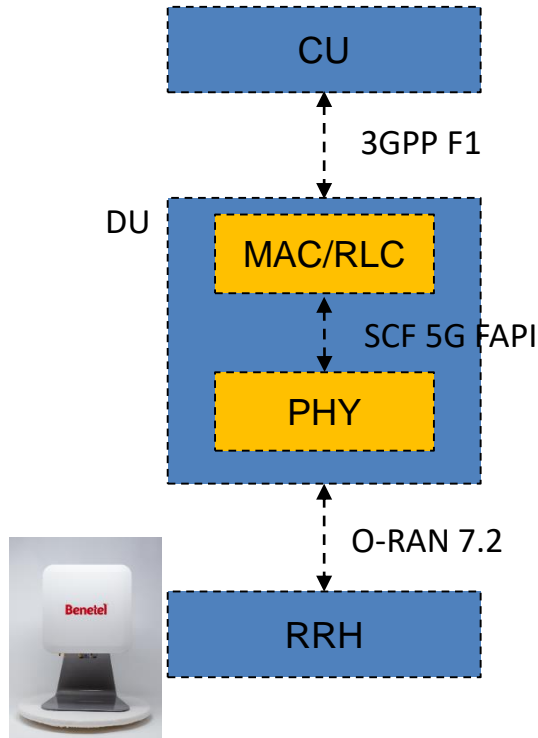 CU
3GPP F1
DU
MAC/RLC
SCF 5G FAPI
PHY
O-RAN 7.2
Benetel
RRH